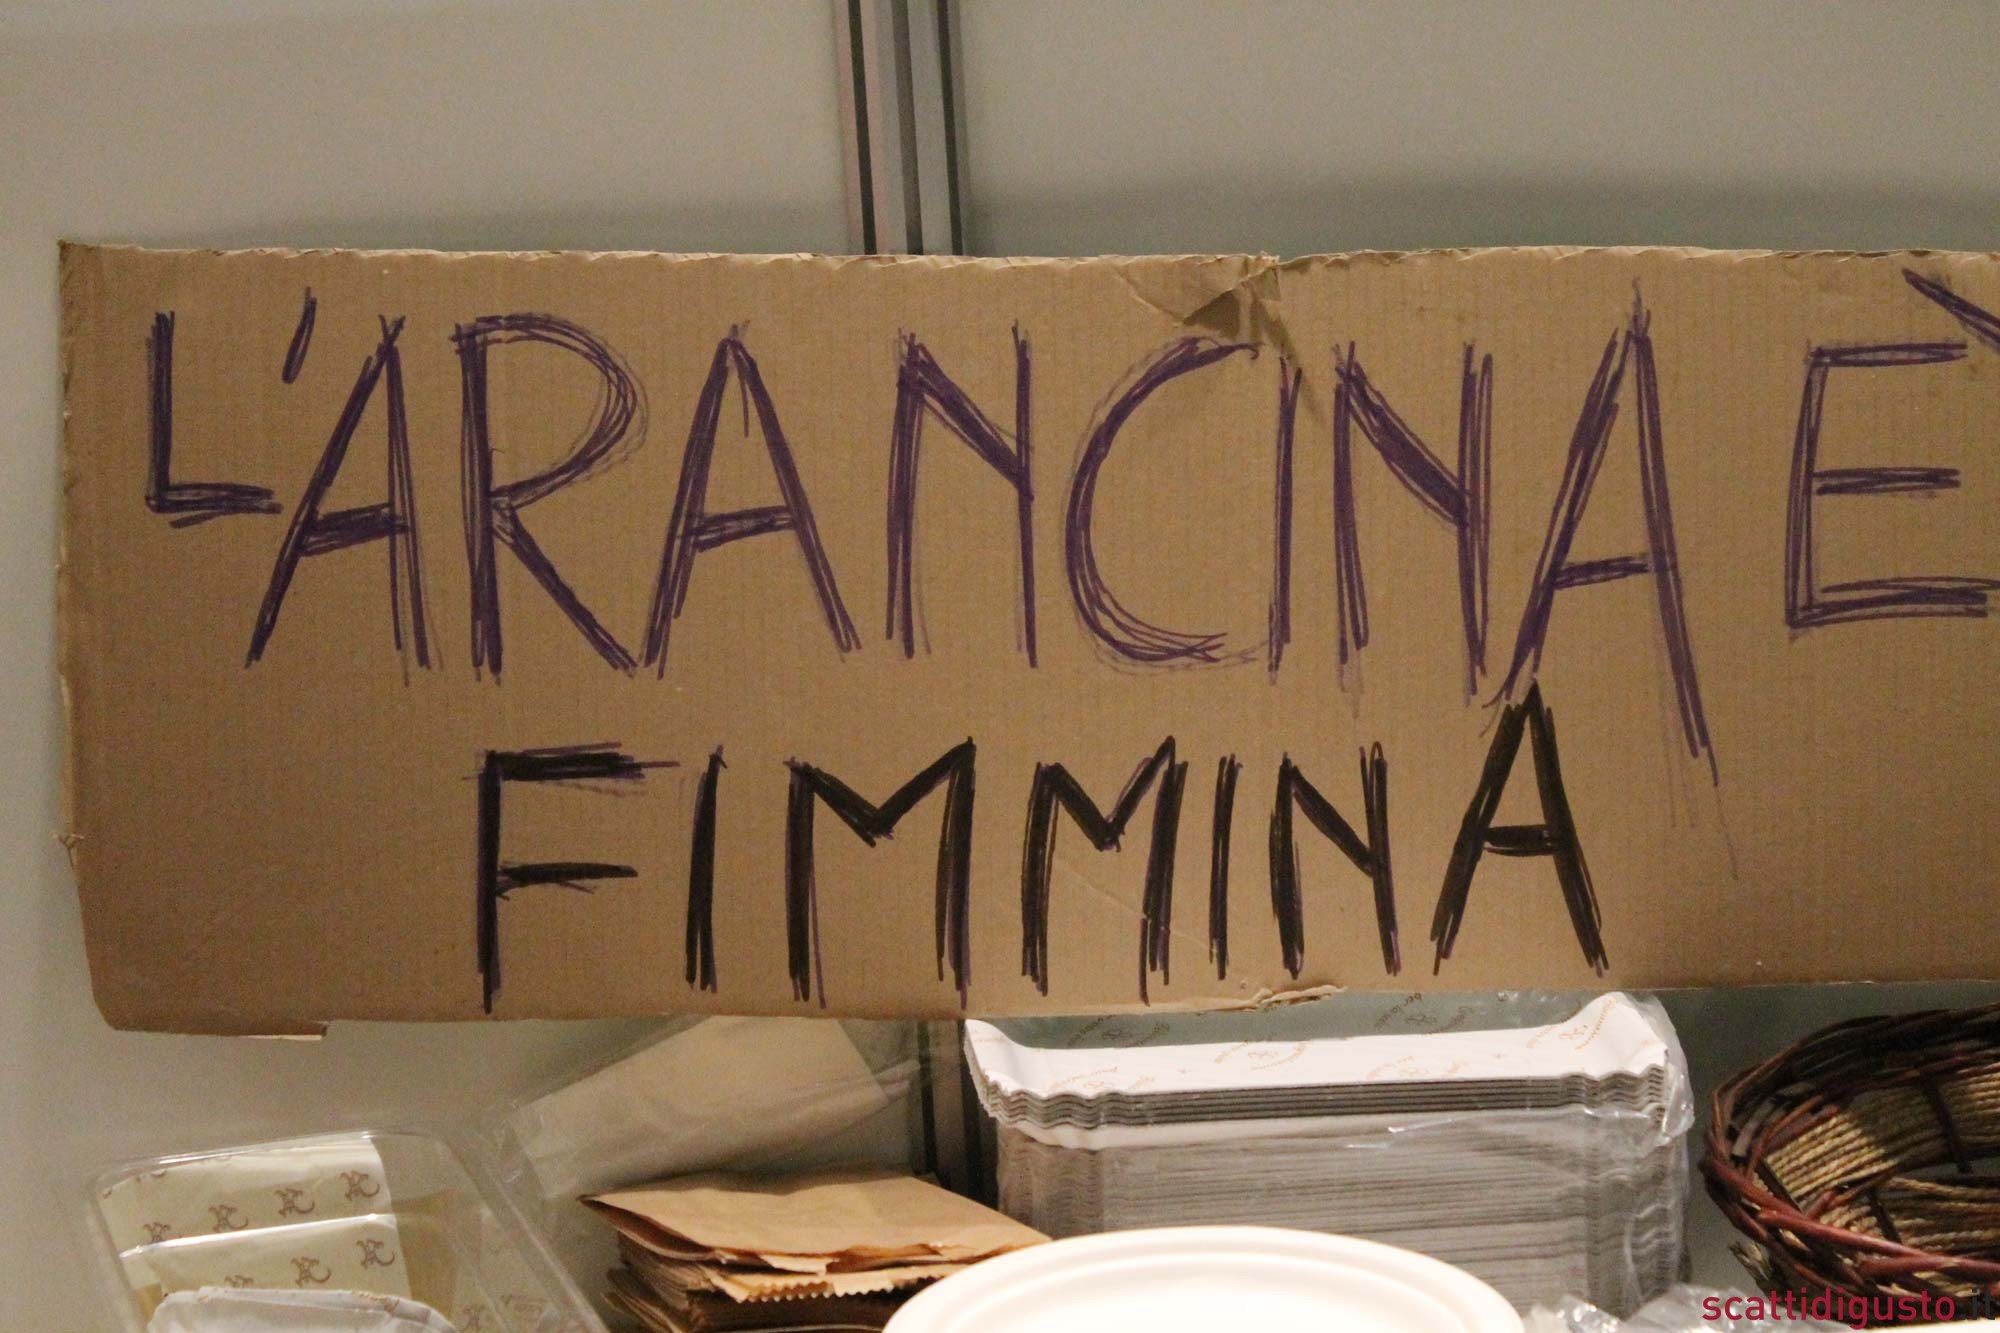 L'ARANCINA È
FIMMINA
scattidigusto.it